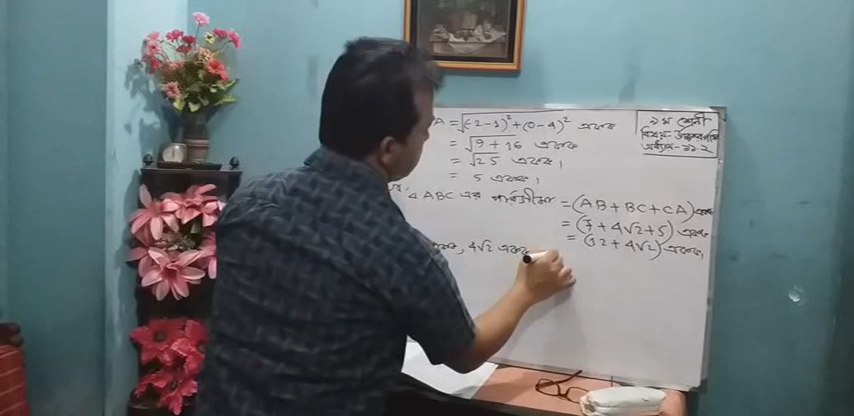 A = √(-2-1)² + (0-4)² একক
= √9 + 16 একক
= √25 একক।
= 5 একক।
△ ABC এর পরিসীমা = (AB + BC + CA) একক
= (7 + 4√2 + 5) একক
= (12 + 4√2) একক।
একক, 4√2 একক
৯ম শ্রেণী
বিষয়- উচ্চতর গণিত
অধ্যায়- ১১.২